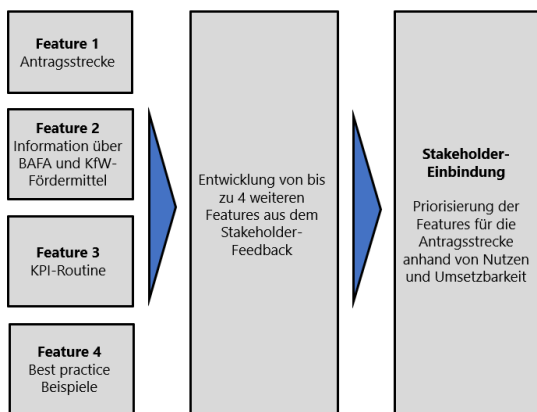 Feature 1
Antragsstrecke
Feature 2
Information über
BAFA und KfW-
Fördermittel
Feature 3
KPI-Routine
Feature 4
Best practice
Beispiele
Entwicklung von bis
zu 4 weiteren
Features aus dem
Stakeholder-
Feedback
Stakeholder-
Einbindung
Priorisierung der
Features für die
Antragsstrecke
anhand von Nutzen
und Umsetzbarkeit